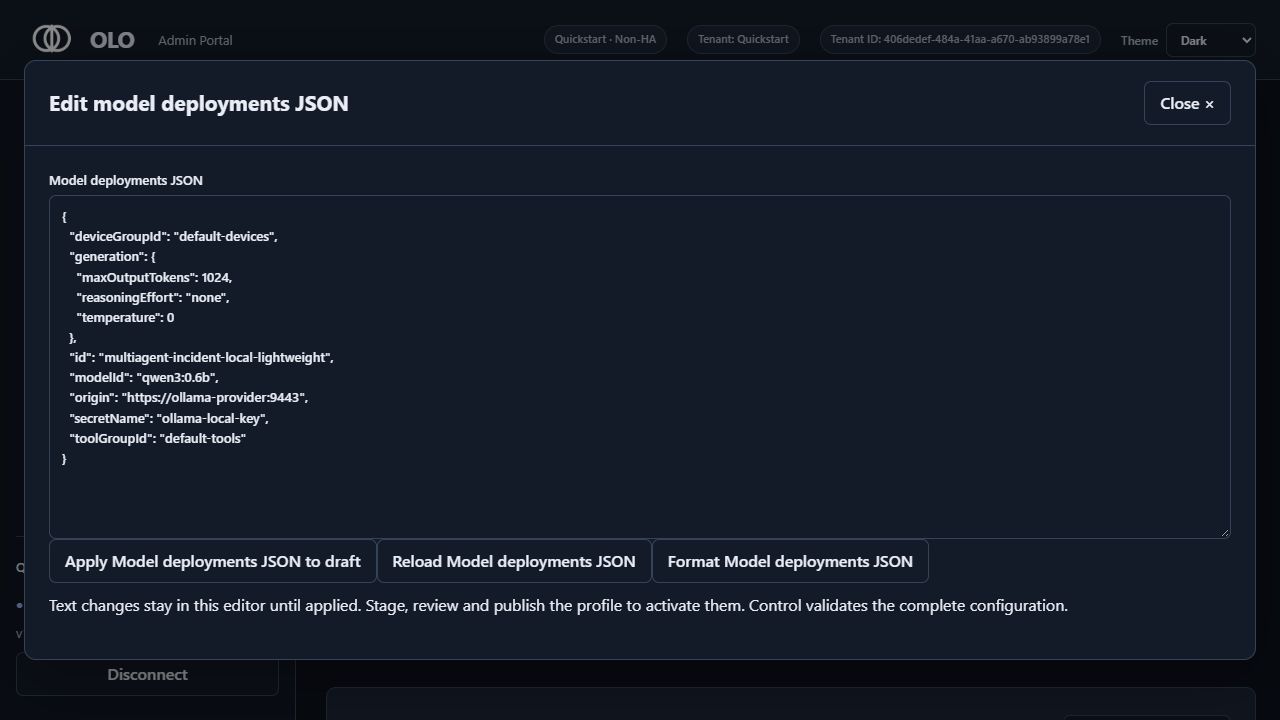 OLO Admin Portal Quickstart · Non-HA Tenant: Quickstart Tenant ID: 406dedef-484a-41aa-a670-ab93899a78e1 Theme Dark
Edit model deployments JSON Close ×
Model deployments JSON
{
  "deviceGroupId": "default-devices",
  "generation": {
    "maxOutputTokens": 1024,
    "reasoningEffort": "none",
    "temperature": 0
  },
  "id": "multiagent-incident-local-lightweight",
  "modelId": "qwen3:0.6b",
  "origin": "https://ollama-provider:9443",
  "secretName": "ollama-local-key",
  "toolGroupId": "default-tools"
}
Apply Model deployments JSON to draft Reload Model deployments JSON Format Model deployments JSON
Text changes stay in this editor until applied. Stage, review and publish the profile to activate them. Control validates the complete configuration.
Disconnect